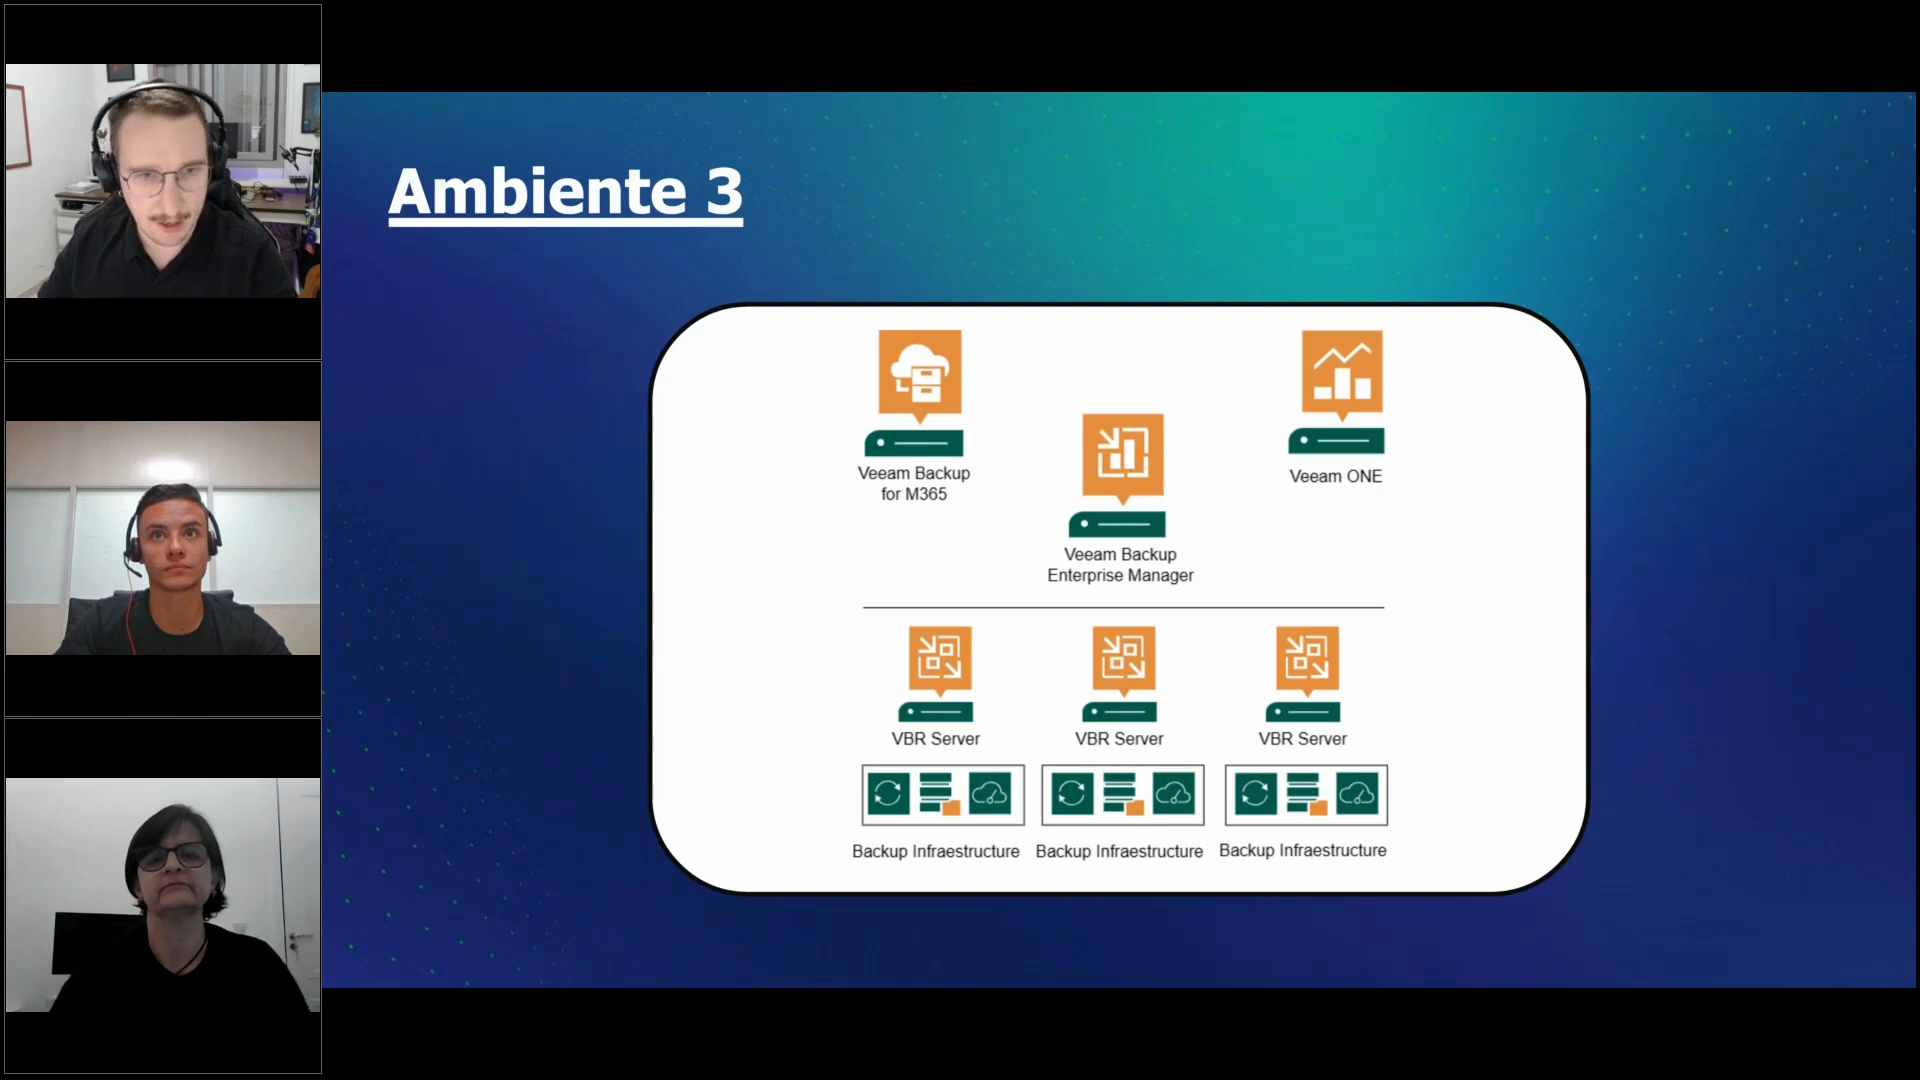 Ambiente 3
Veeam Backup
for M365
Veeam ONE
Veeam Backup
Enterprise Manager
VBR Server
VBR Server
VBR Server
Backup Infraestructure
Backup Infraestructure
Backup Infraestructure